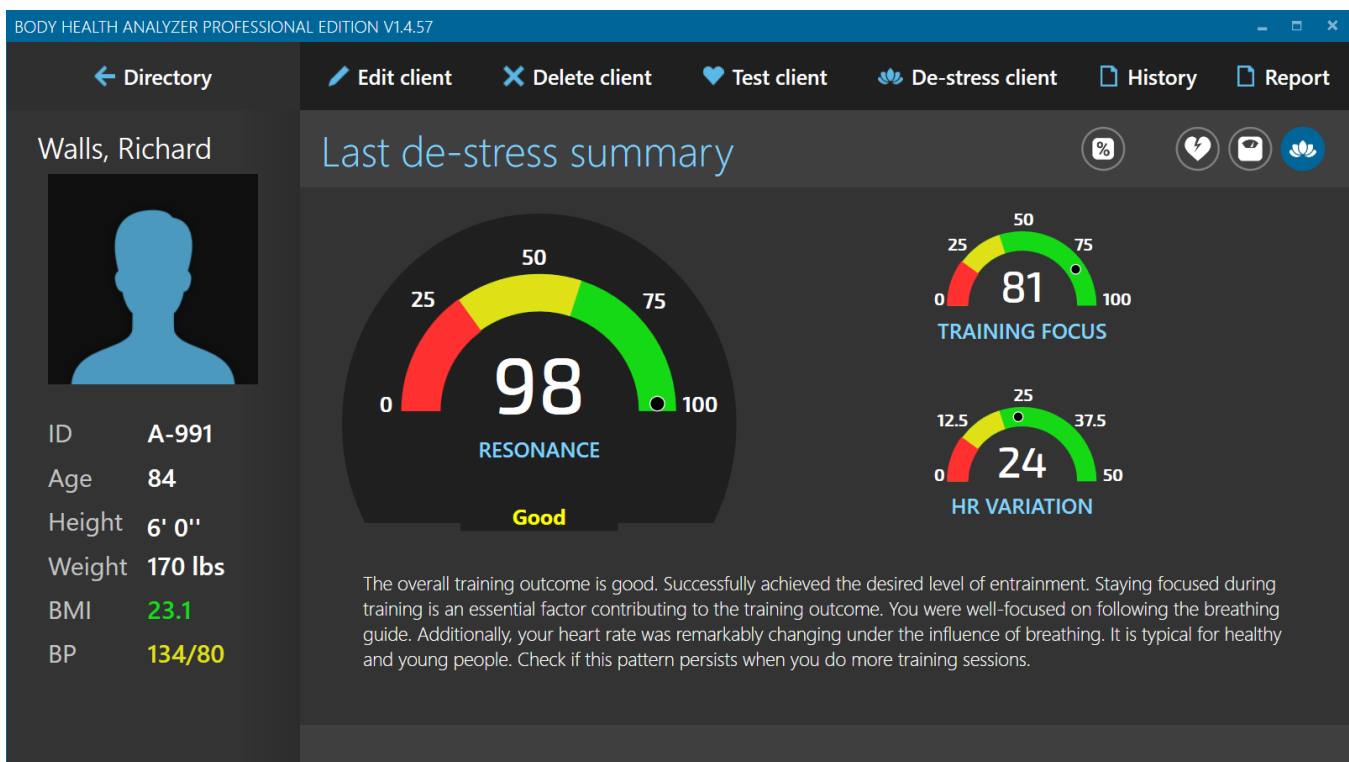 BODY HEALTH ANALYZER PROFESSIONAL EDITION V1.4.57
Directory
Edit client
Delete client
Test client
De-stress client
History
Report
Walls, Richard
ID A-991
Age 84
Height 6' 0''
Weight 170 lbs
BMI 23.1
BP 134/80
Last de-stress summary
%
0
25
50
75
100
98
RESONANCE
Good
0
25
50
75
100
81
TRAINING FOCUS
0
12.5
25
37.5
50
24
HR VARIATION
The overall training outcome is good. Successfully achieved the desired level of entrainment. Staying focused during
training is an essential factor contributing to the training outcome. You were well-focused on following the breathing
guide. Additionally, your heart rate was remarkably changing under the influence of breathing. It is typical for healthy
and young people. Check if this pattern persists when you do more training sessions.